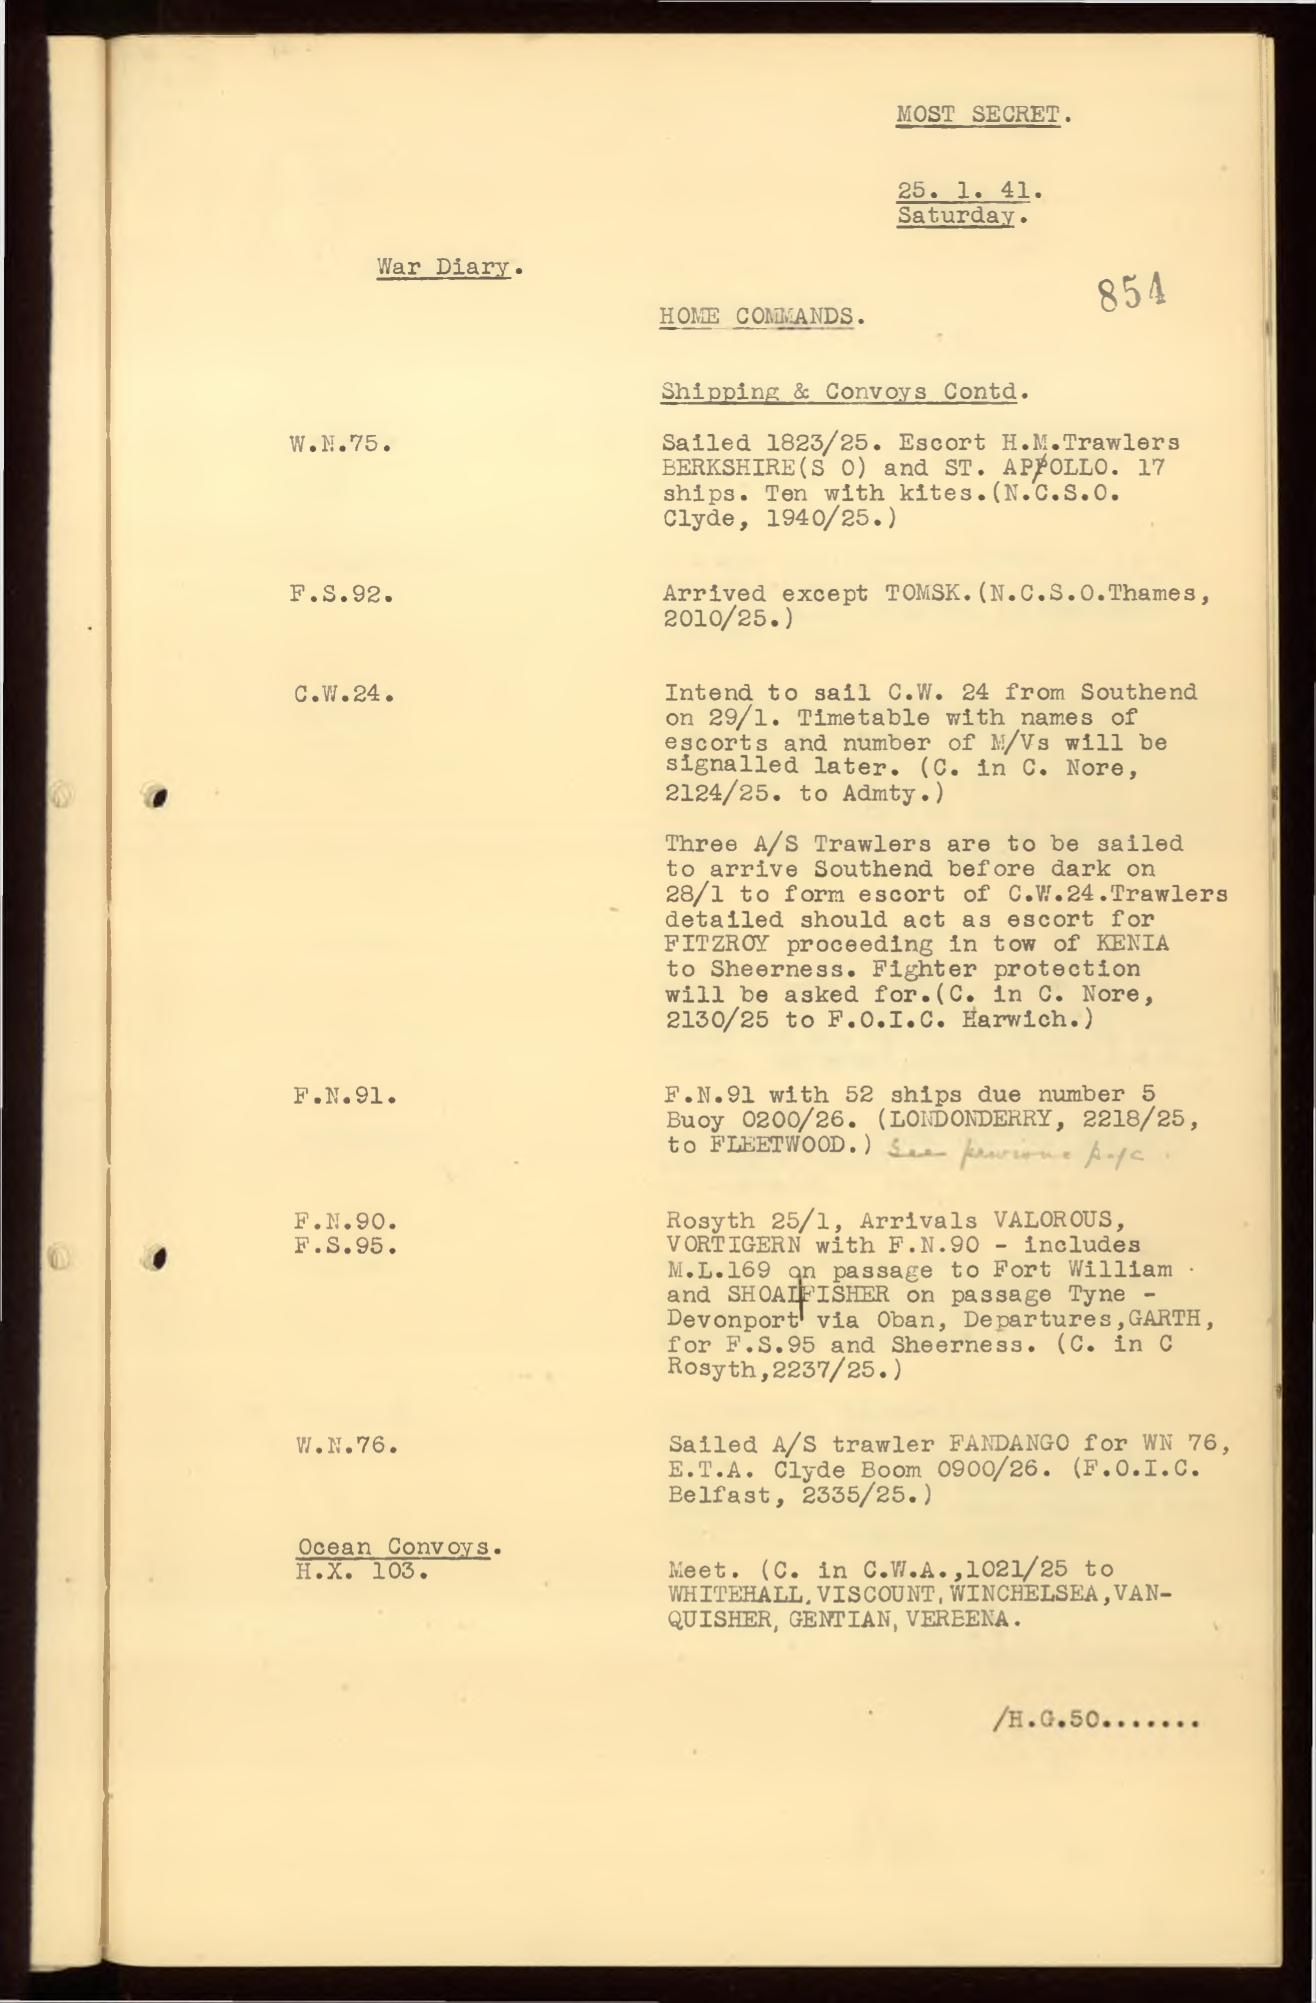 MOST SECRET.
25. 1. 41.
Saturday.
War Diary.
854
HOME COMMANDS.
Shipping & Convoys Contd.
W.N.75.
Sailed 1823/25. Escort H.M.Trawlers
BERKSHIRE(S O) and ST. APPOLLO. 17
ships. Ten with kites.(N.C.S.O.
Clyde, 1940/25.)
F.S.92.
Arrived except TOMSK.(N.C.S.O.Thames,
2010/25.)
C.W.24.
Intend to sail C.W. 24 from Southend
on 29/1. Timetable with names of
escorts and number of M/Vs will be
signalled later. (C. in C. Nore,
2124/25. to Admty.)
Three A/S Trawlers are to be sailed
to arrive Southend before dark on
28/1 to form escort of C.W.24.Trawlers
detailed should act as escort for
FITZROY proceeding in tow of KENIA
to Sheerness. Fighter protection
will be asked for.(C. in C. Nore,
2130/25 to F.O.I.C. Harwich.)
F.N.91.
F.N.91 with 52 ships due number 5
Buoy 0200/26. (LONDONDERRY, 2218/25,
to FLEETWOOD.) See previous page.
F.N.90.
F.S.95.
Rosyth 25/1, Arrivals VALOROUS,
VORTIGERN with F.N.90 - includes
M.L.169 on passage to Fort William
and SHOALFISHER on passage Tyne -
Devonport via Oban, Departures,GARTH,
for F.S.95 and Sheerness. (C. in C
Rosyth,2237/25.)
W.N.76.
Sailed A/S trawler FANDANGO for WN 76,
E.T.A. Clyde Boom 0900/26. (F.O.I.C.
Belfast, 2335/25.)
Ocean Convoys.
H.X. 103.
Meet. (C. in C.W.A.,1021/25 to
WHITEHALL,VISCOUNT,WINCHELSEA,VAN-
QUISHER, GENTIAN, VERBENA.
/H.G.50.......